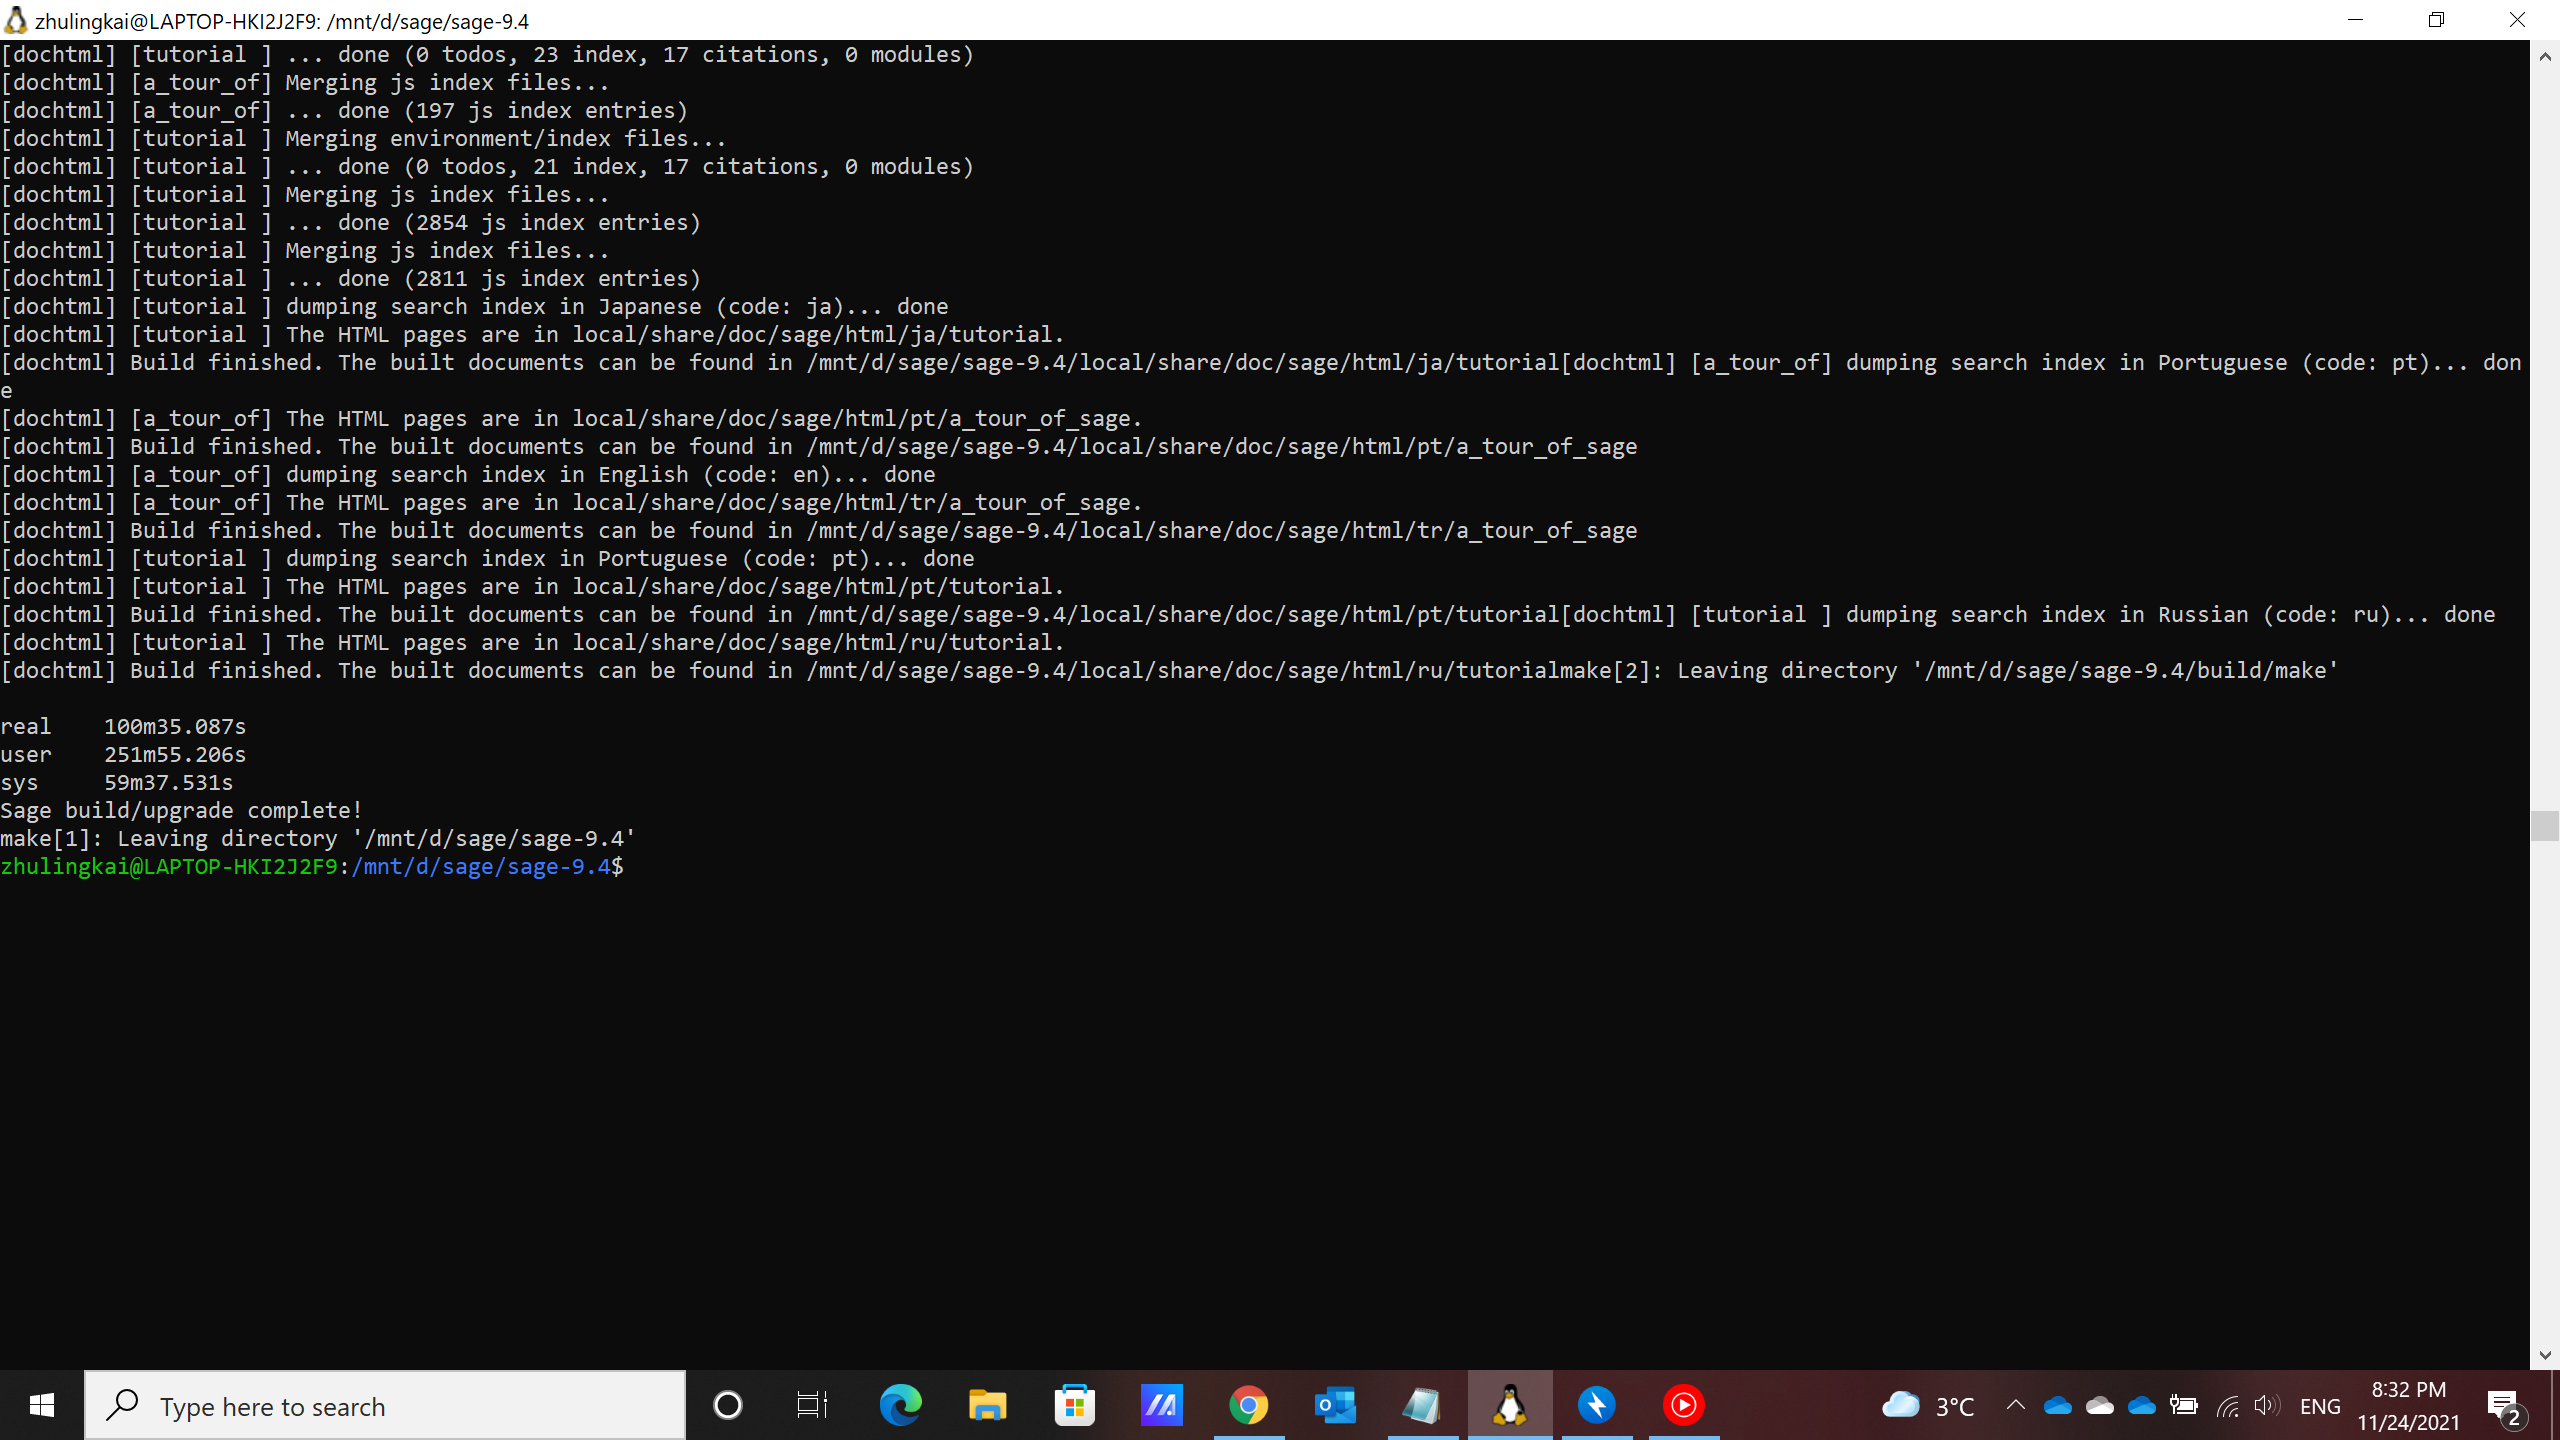 zhulingkai@LAPTOP-HKI2J2F9: /mnt/d/sage/sage-9.4
[dochtml] [tutorial ] ... done (0 todos, 23 index, 17 citations, 0 modules)
[dochtml] [a_tour_of] Merging js index files...
[dochtml] [a_tour_of] ... done (197 js index entries)
[dochtml] [tutorial ] Merging environment/index files...
[dochtml] [tutorial ] ... done (0 todos, 21 index, 17 citations, 0 modules)
[dochtml] [tutorial ] Merging js index files...
[dochtml] [tutorial ] ... done (2854 js index entries)
[dochtml] [tutorial ] Merging js index files...
[dochtml] [tutorial ] ... done (2811 js index entries)
[dochtml] [tutorial ] dumping search index in Japanese (code: ja)... done
[dochtml] [tutorial ] The HTML pages are in local/share/doc/sage/html/ja/tutorial.
[dochtml] Build finished. The built documents can be found in /mnt/d/sage/sage-9.4/local/share/doc/sage/html/ja/tutorial[dochtml] [a_tour_of] dumping search index in Portuguese (code: pt)... don
e
[dochtml] [a_tour_of] The HTML pages are in local/share/doc/sage/html/pt/a_tour_of_sage.
[dochtml] Build finished. The built documents can be found in /mnt/d/sage/sage-9.4/local/share/doc/sage/html/pt/a_tour_of_sage
[dochtml] [a_tour_of] dumping search index in English (code: en)... done
[dochtml] [a_tour_of] The HTML pages are in local/share/doc/sage/html/tr/a_tour_of_sage.
[dochtml] Build finished. The built documents can be found in /mnt/d/sage/sage-9.4/local/share/doc/sage/html/tr/a_tour_of_sage
[dochtml] [tutorial ] dumping search index in Portuguese (code: pt)... done
[dochtml] [tutorial ] The HTML pages are in local/share/doc/sage/html/pt/tutorial.
[dochtml] Build finished. The built documents can be found in /mnt/d/sage/sage-9.4/local/share/doc/sage/html/pt/tutorial[dochtml] [tutorial ] dumping search index in Russian (code: ru)... done
[dochtml] [tutorial ] The HTML pages are in local/share/doc/sage/html/ru/tutorial.
[dochtml] Build finished. The built documents can be found in /mnt/d/sage/sage-9.4/local/share/doc/sage/html/ru/tutorialmake[2]: Leaving directory '/mnt/d/sage/sage-9.4/build/make'
real 100m35.087s
user 251m55.206s
sys 59m37.531s
Sage build/upgrade complete!
make[1]: Leaving directory '/mnt/d/sage/sage-9.4'
zhulingkai@LAPTOP-HKI2J2F9:/mnt/d/sage/sage-9.4$
Type here to search
3°C
ENG
8:32 PM
11/24/2021
2